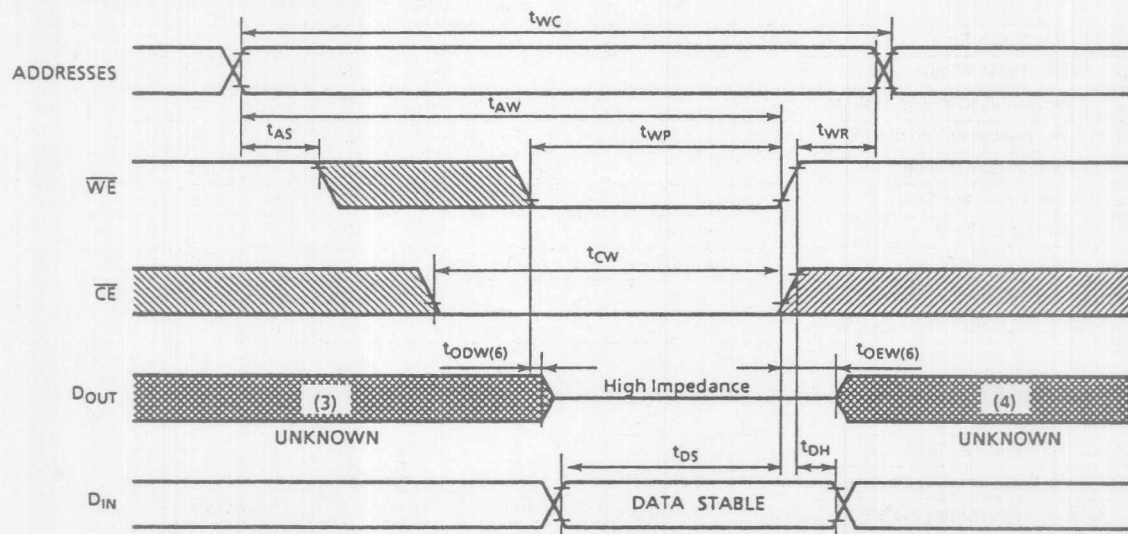 tWC
ADDRESSES
tAW
tAS
tWP
tWR
WE
tCW
CE
tODW(6)
tOEW(6)
High Impedance
DOUT
(3)
(4)
UNKNOWN
UNKNOWN
tDS
tDH
DIN
DATA STABLE